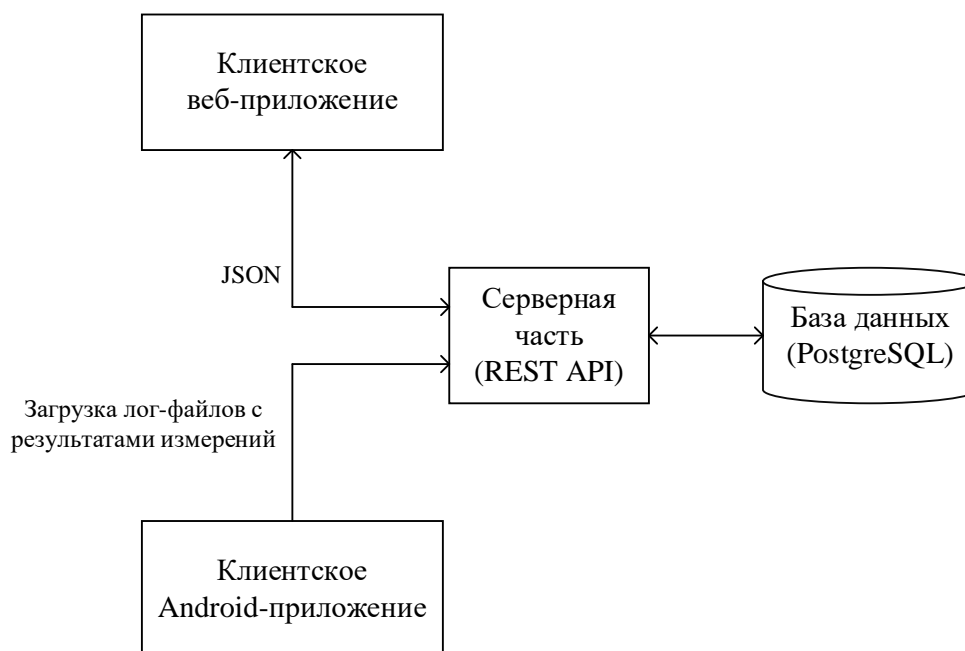 Клиентское
веб-приложение
JSON
Серверная
часть
(REST API)
База данных
(PostgreSQL)
Загрузка лог-файлов с
результатами измерений
Клиентское
Android-приложение